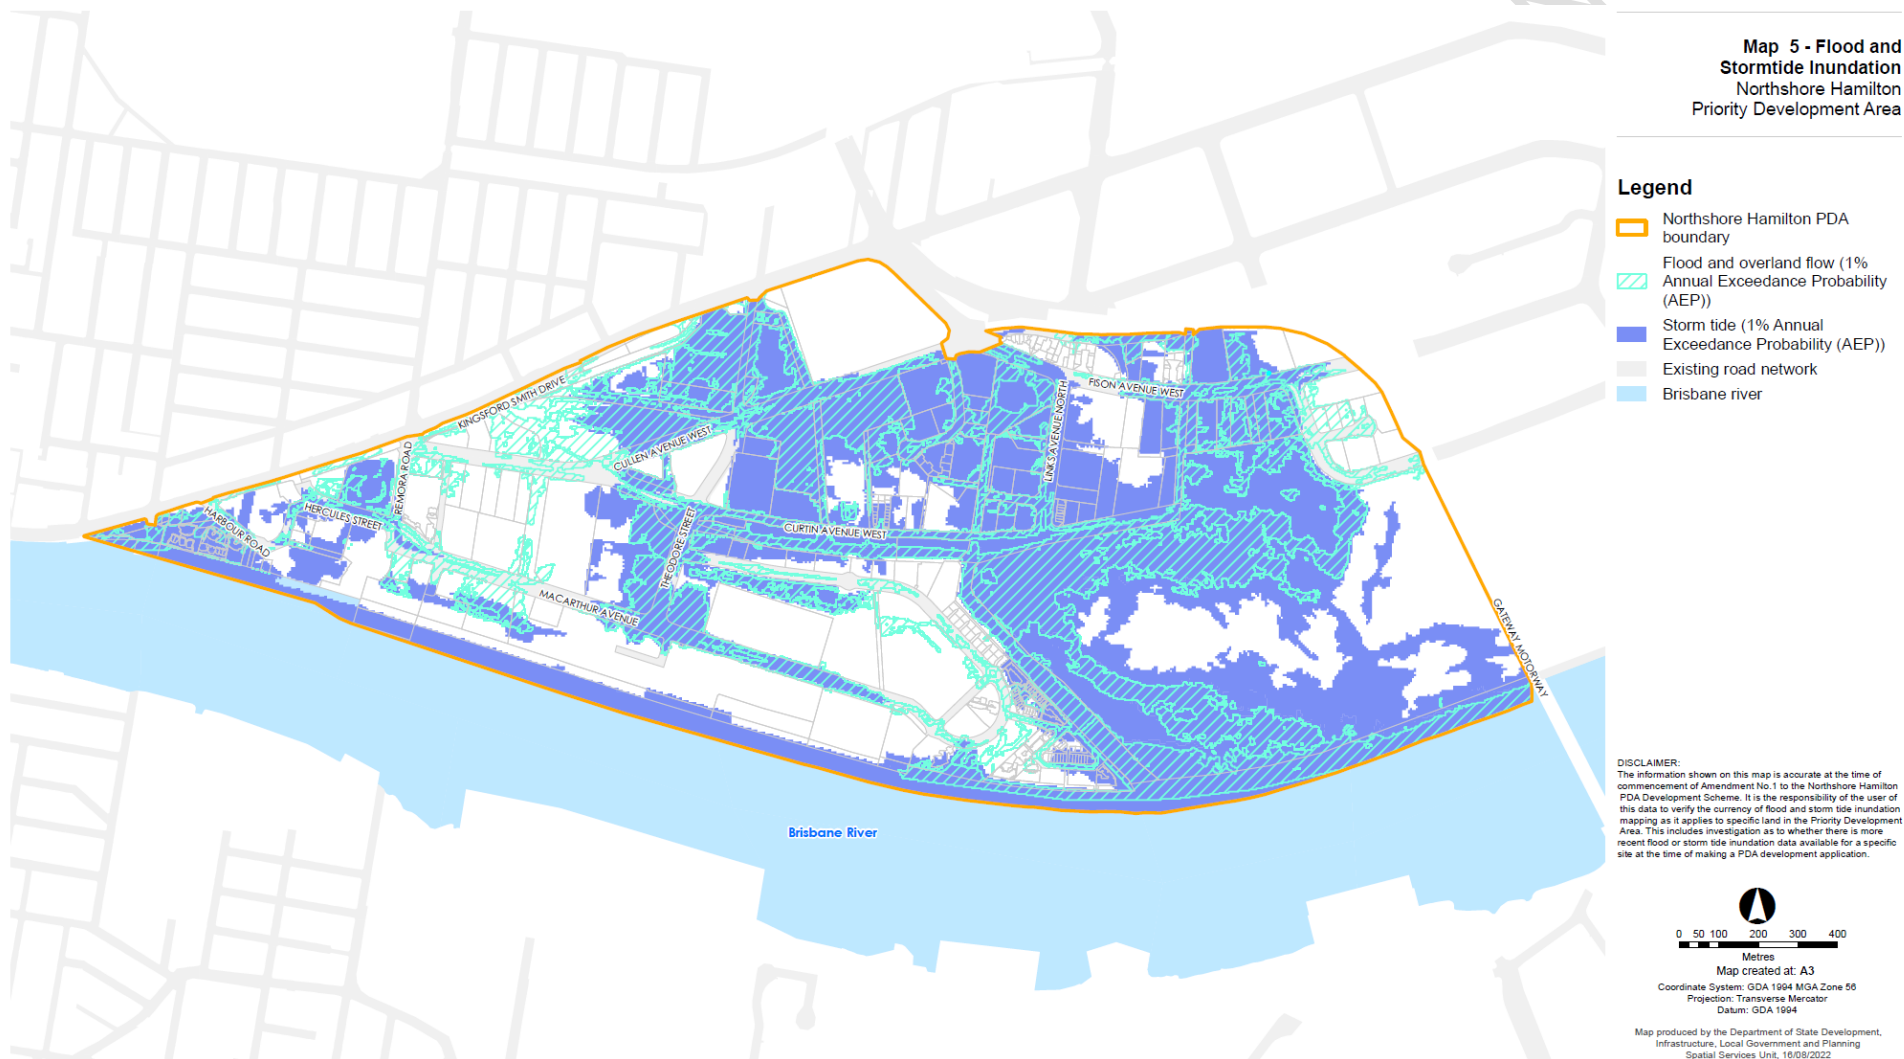 Map 5 - Flood and
Stormtide Inundation
Northshore Hamilton
Priority Development Area
Legend
Northshore Hamilton PDA
boundary
Flood and overland flow (1%
Annual Exceedance Probability
(AEP))
Storm tide (1% Annual
Exceedance Probability (AEP))
Existing road network
Brisbane river
KINGSFORD SMITH DRIVE
FISON AVENUE WEST
LINKS AVENUE NORTH
CULLEN AVENUE WEST
REMORA ROAD
HERCULES STREET
HARBOUR ROAD
THEODORE STREET
CURTIN AVENUE WEST
MACARTHUR AVENUE
GATEWAY MOTORWAY
Brisbane River
DISCLAIMER:
The information shown on this map is accurate at the time of
commencement of Amendment No.1 to the Northshore Hamilton
PDA Development Scheme. It is the responsibility of the user of
this data to verify the currency of flood and storm tide inundation
mapping as it applies to specific land in the Priority Development
Area. This includes investigation as to whether there is more
recent flood or storm tide inundation data available for a specific
site at the time of making a PDA development application.
0 50 100 200 300 400
Metres
Map created at: A3
Coordinate System: GDA 1994 MGA Zone 56
Projection: Transverse Mercator
Datum: GDA 1994
Map produced by the Department of State Development,
Infrastructure, Local Government and Planning
Spatial Services Unit, 16/08/2022